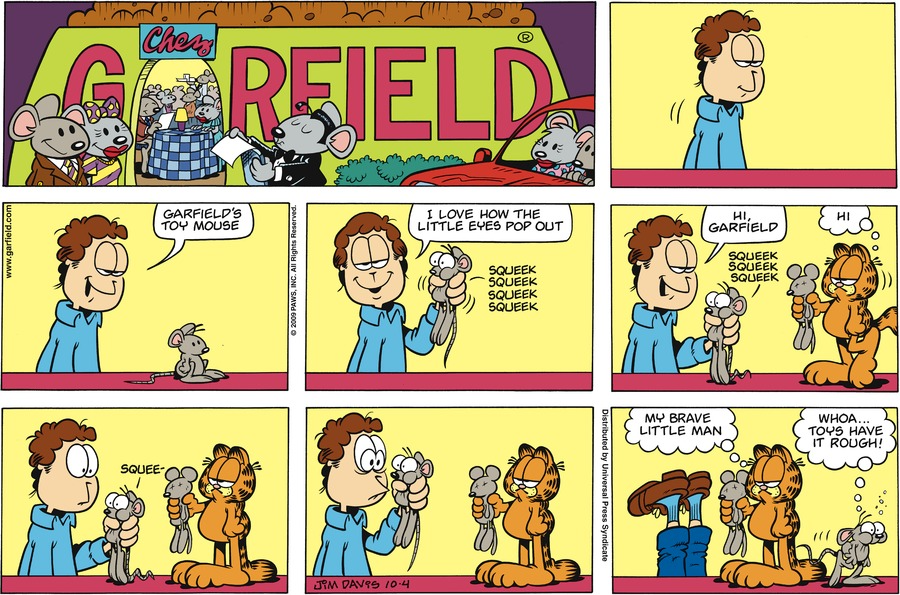 Chez
GARFIELD
®
www.garfield.com
GARFIELD'S
TOY MOUSE
© 2009 PAWS, INC. All Rights Reserved.
I LOVE HOW THE
LITTLE EYES POP OUT
SQUEEK
SQUEEK
SQUEEK
SQUEEK
HI,
GARFIELD
SQUEEK
SQUEEK
SQUEEK
HI
SQUEE-
JIM DAVIS 10-4
Distributed by Universal Press Syndicate
MY BRAVE
LITTLE MAN
WHOA...
TOYS HAVE
IT ROUGH!